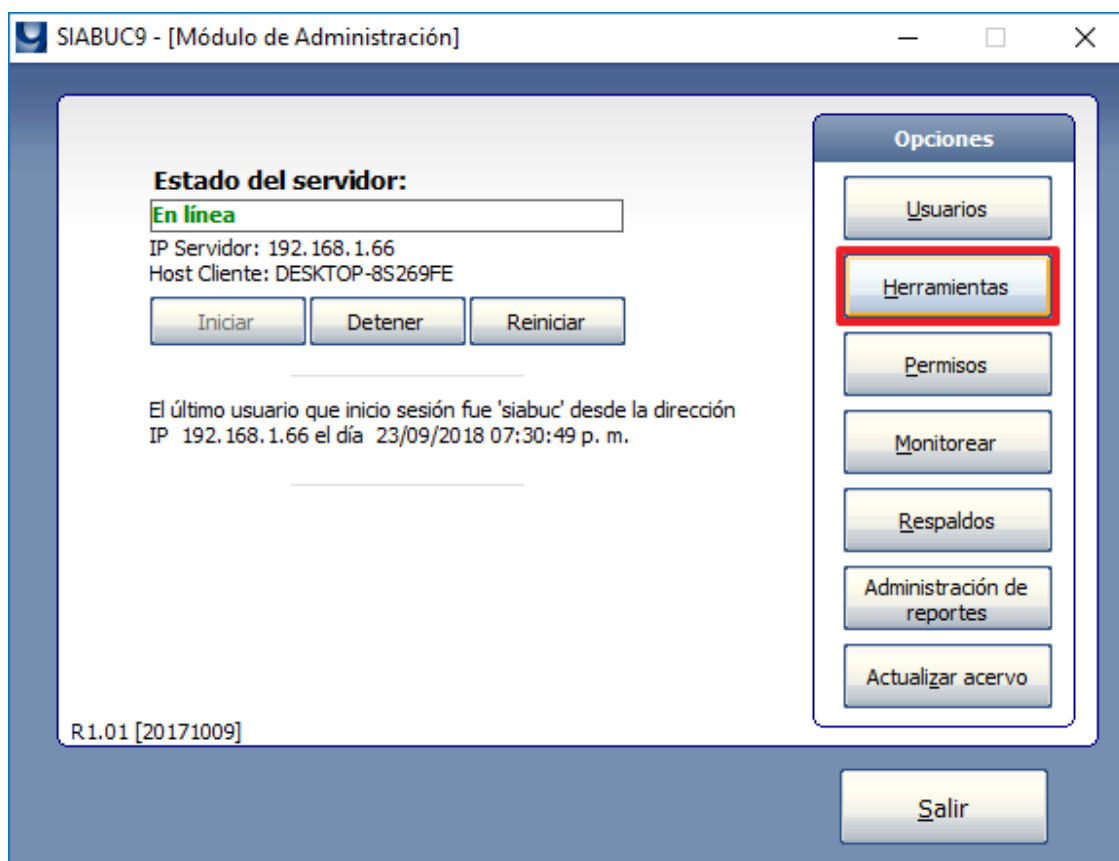 SIABUC9 - [Módulo de Administración]
Opciones
Estado del servidor:
En línea
IP Servidor: 192.168.1.66
Host Cliente: DESKTOP-8S269FE
Iniciar
Detener
Reiniciar
El último usuario que inicio sesión fue 'siabuc' desde la dirección
IP 192.168.1.66 el día 23/09/2018 07:30:49 p. m.
R1.01 [20171009]
Usuarios
Herramientas
Permisos
Monitorear
Respaldos
Administración de
reportes
Actualizar acervo
Salir